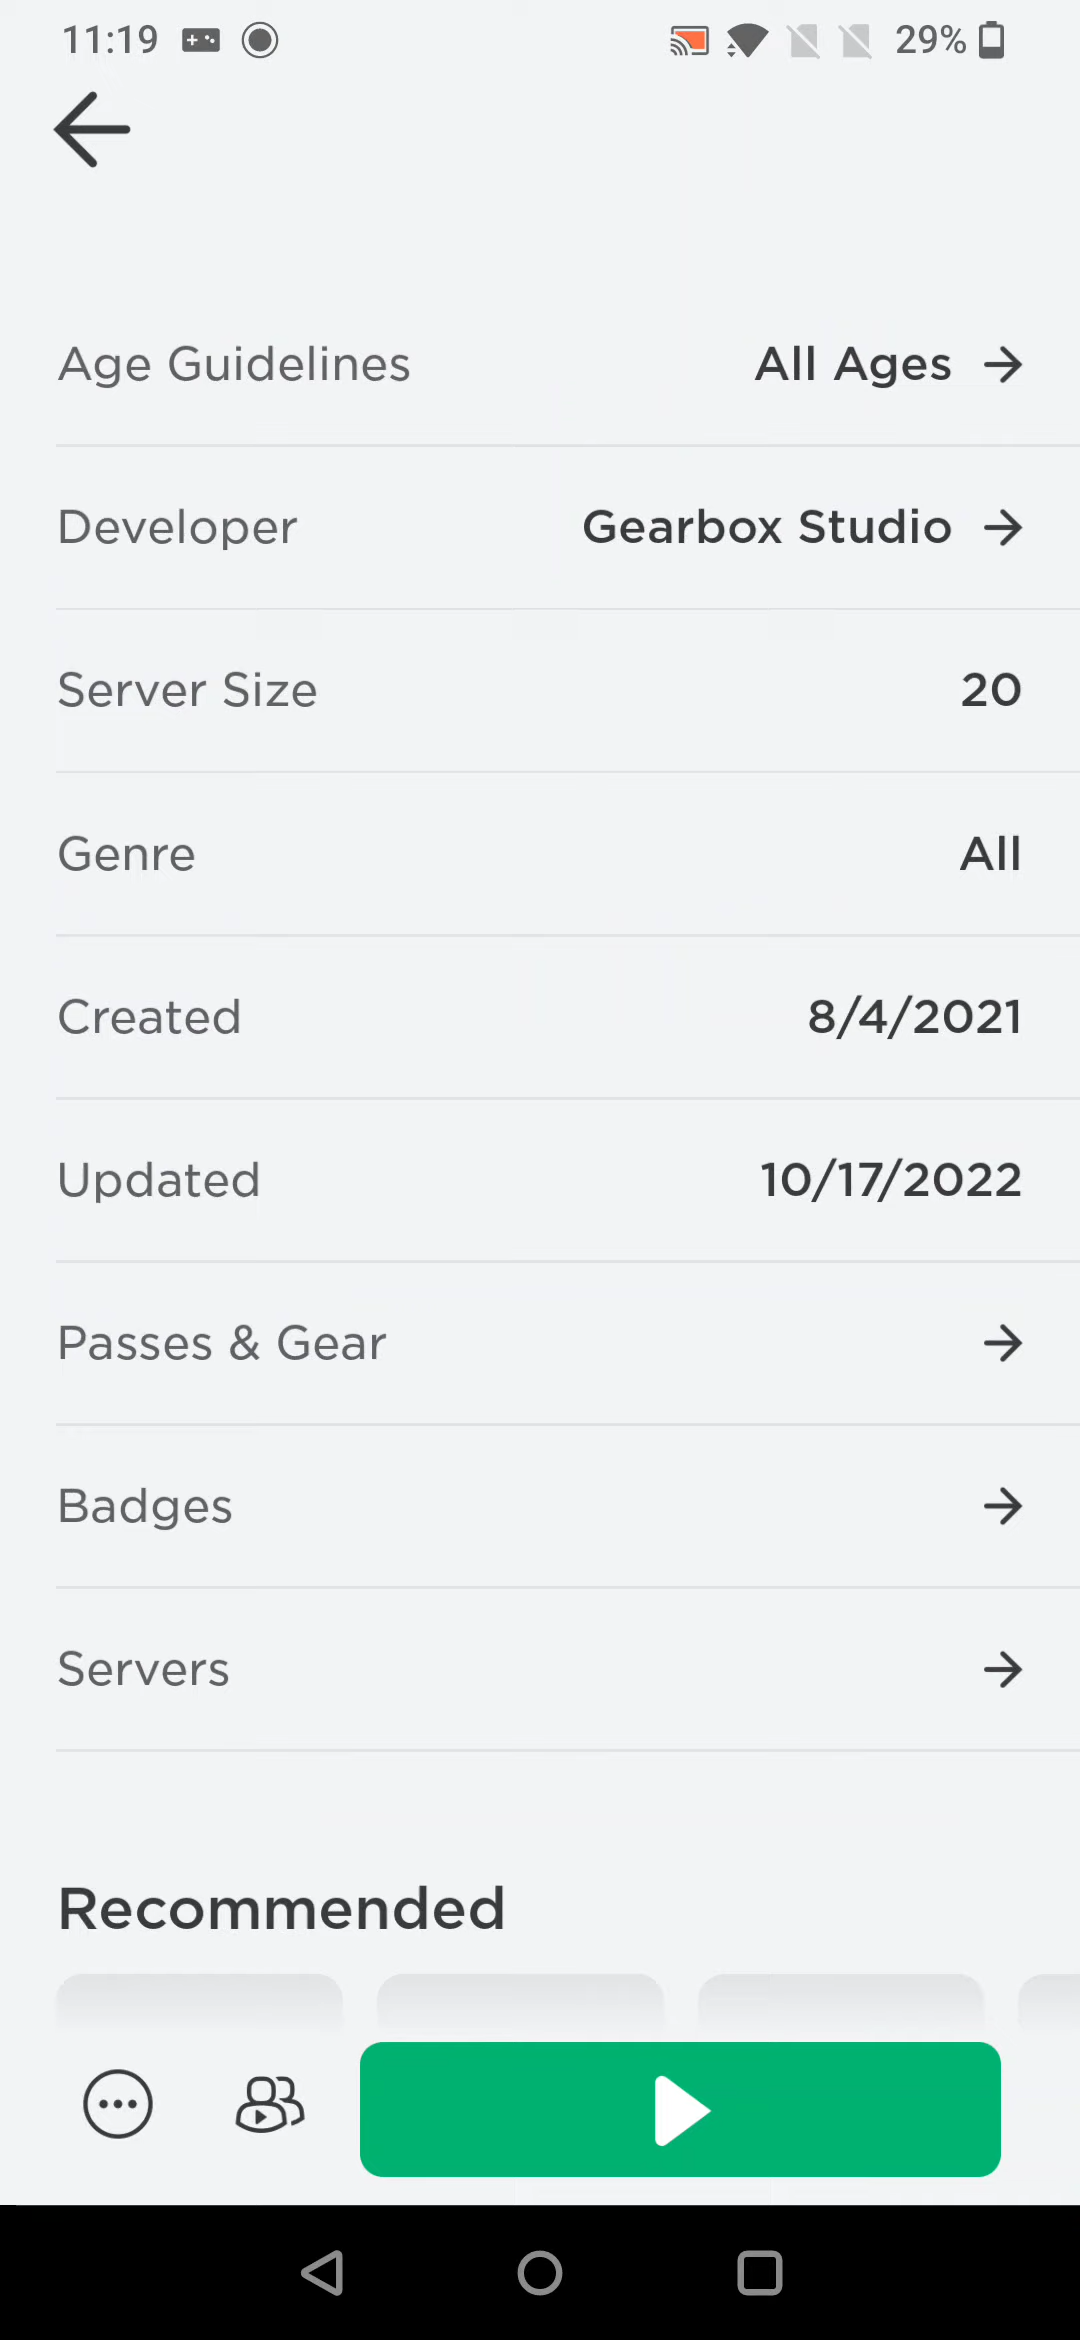 11:19 29%
Age Guidelines All Ages
Developer Gearbox Studio
Server Size 20
Genre All
Created 8/4/2021
Updated 10/17/2022
Passes & Gear
Badges
Servers
Recommended